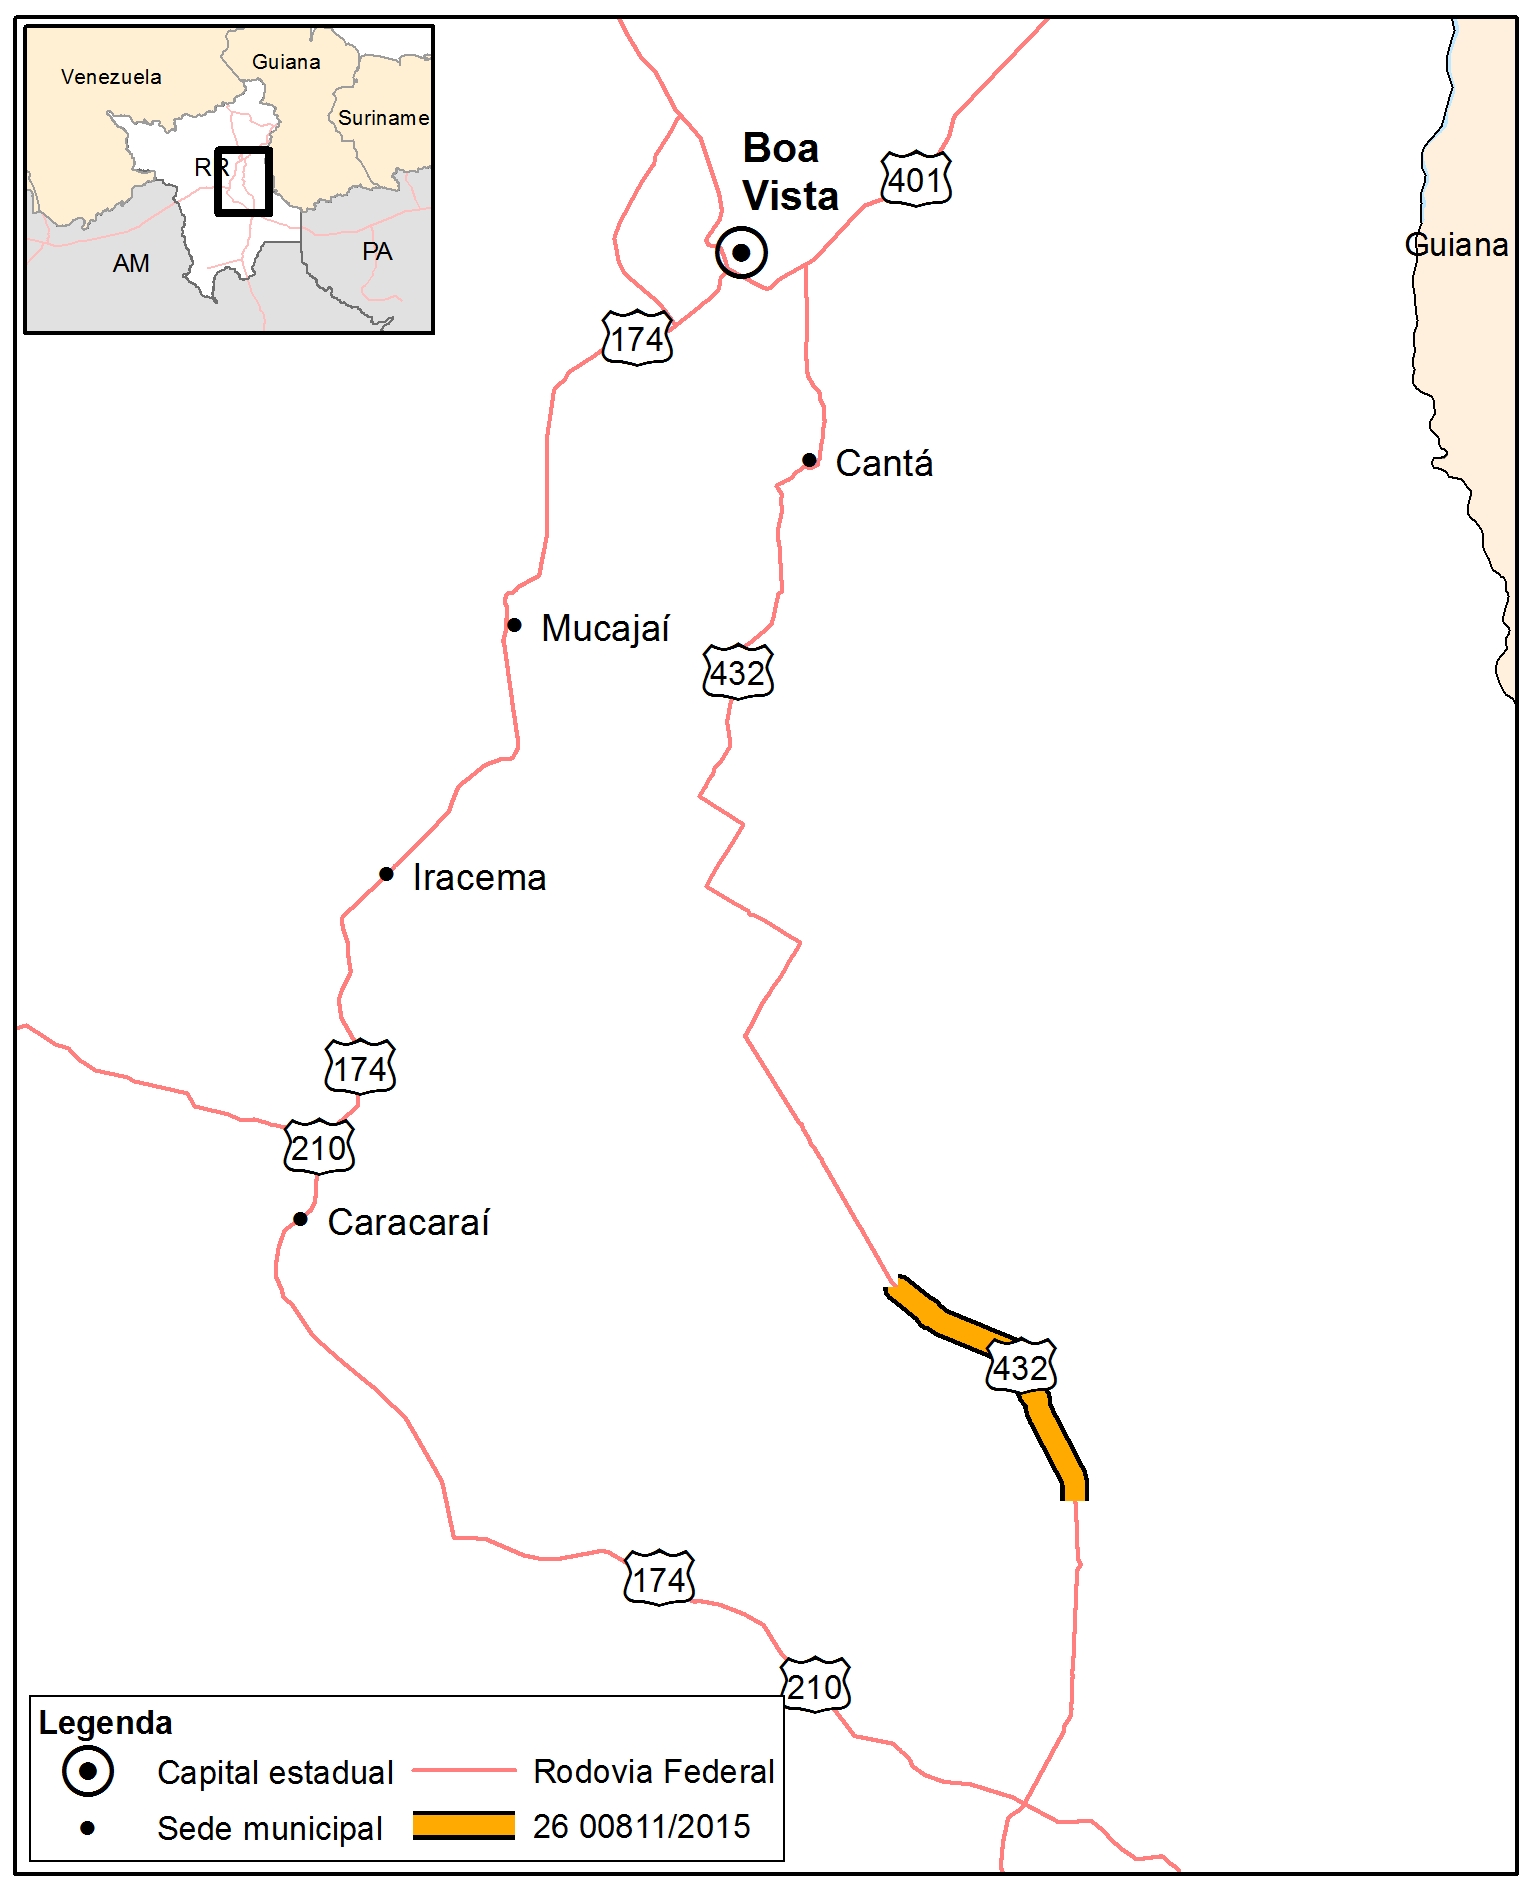 Venezuela
Guiana
Suriname
RR
AM
PA
Boa
Vista
401
Guiana
174
Cantá
Mucajaí
432
Iracema
174
210
Caracaraí
432
174
210
Legenda
Capital estadual
Rodovia Federal
Sede municipal
26 00811/2015